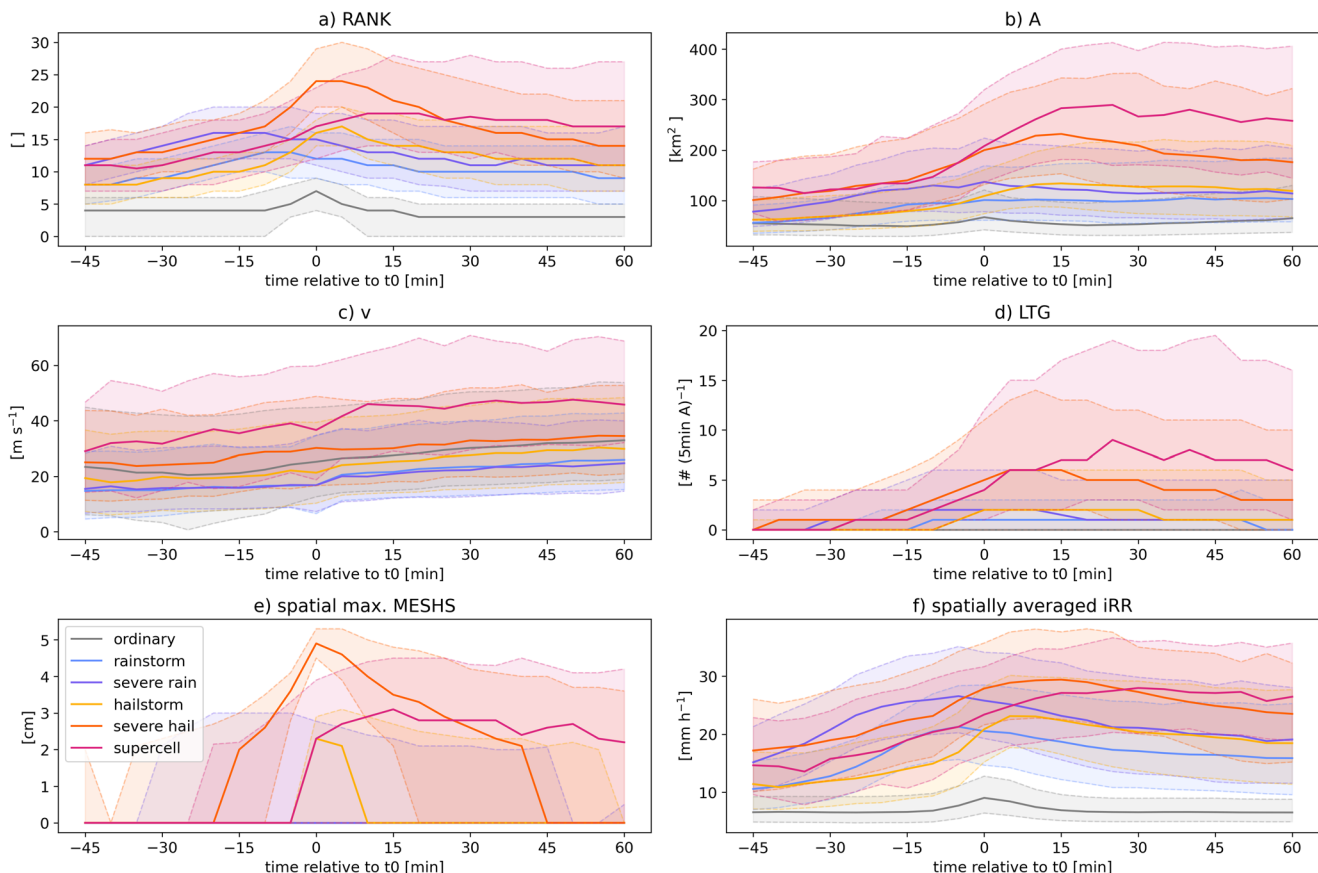 a) RANK
30
25
20
15
10
5
0
[ ]
−45 −30 −15 0 15 30 45 60
time relative to t0 [min]
b) A
400
300
200
100
[km²]
−45 −30 −15 0 15 30 45 60
time relative to t0 [min]
c) v
60
40
20
0
[m s⁻¹]
−45 −30 −15 0 15 30 45 60
time relative to t0 [min]
d) LTG
20
15
10
5
0
[# (5min A)⁻¹]
−45 −30 −15 0 15 30 45 60
time relative to t0 [min]
e) spatial max. MESHS
5
4
3
2
1
0
[cm]
ordinary
rainstorm
severe rain
hailstorm
severe hail
supercell
−45 −30 −15 0 15 30 45 60
time relative to t0 [min]
f) spatially averaged iRR
30
20
10
[mm h⁻¹]
−45 −30 −15 0 15 30 45 60
time relative to t0 [min]